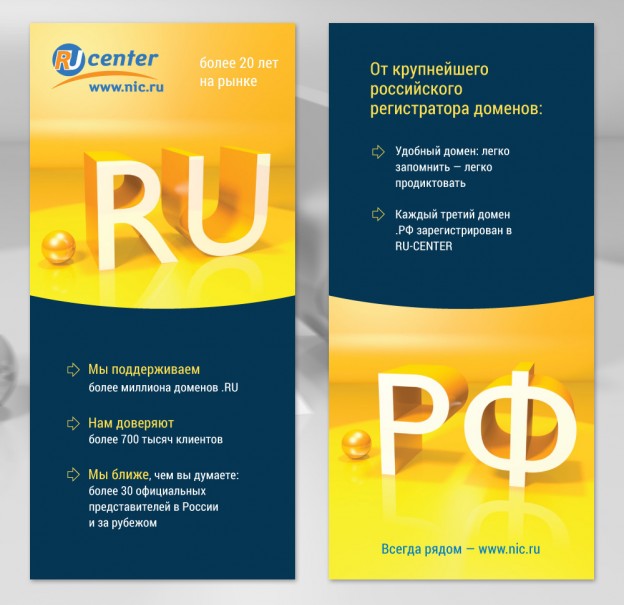 RU center
www.nic.ru
более 20 лет
на рынке
.RU
Мы поддерживаем
более миллиона доменов .RU
Нам доверяют
более 700 тысяч клиентов
Мы ближе, чем вы думаете:
более 30 официальных
представителей в России
и за рубежом
От крупнейшего
российского
регистратора доменов:
Удобный домен: легко
запомнить — легко
продиктовать
Каждый третий домен
.РФ зарегистрирован в
RU-CENTER
.РФ
Всегда рядом — www.nic.ru